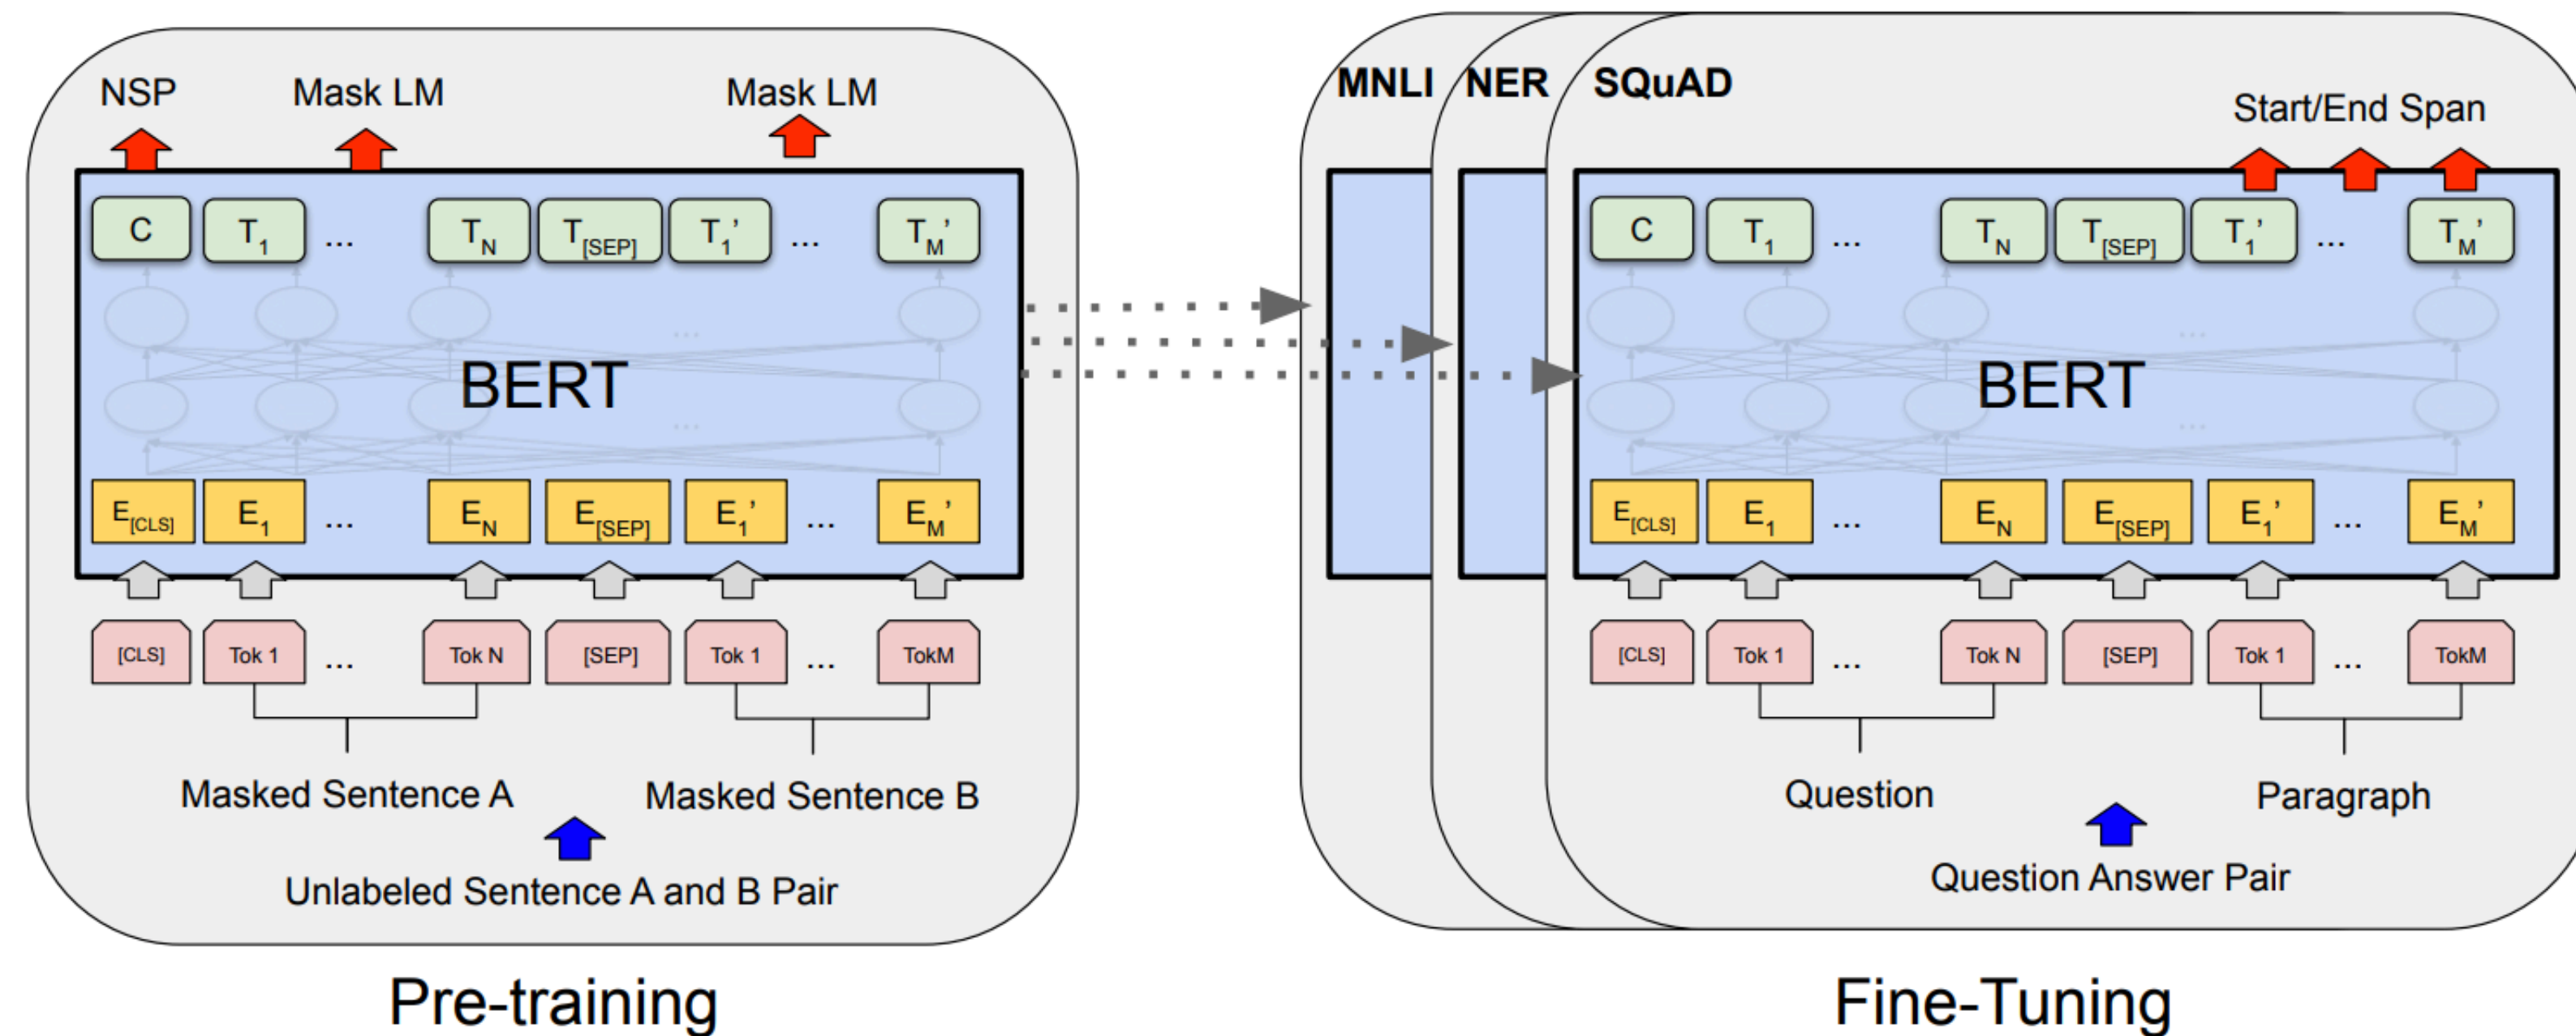 NSP Mask LM Mask LM
C T1 ... TN T[SEP] T1’ ... TM’
...
BERT
...
E[CLS] E1 ... EN E[SEP] E1’ ... EM’
[CLS] Tok 1 ... Tok N [SEP] Tok 1 ... TokM
Masked Sentence A Masked Sentence B
Unlabeled Sentence A and B Pair
Pre-training
MNLI NER SQuAD
Start/End Span
C T1 ... TN T[SEP] T1’ ... TM’
...
BERT
...
E[CLS] E1 ... EN E[SEP] E1’ ... EM’
[CLS] Tok 1 ... Tok N [SEP] Tok 1 ... TokM
Question Paragraph
Question Answer Pair
Fine-Tuning